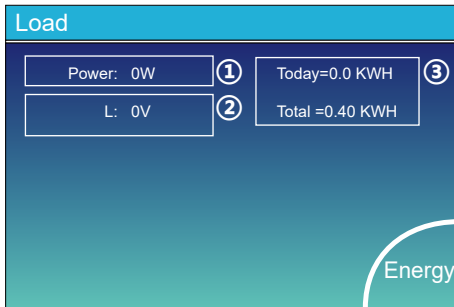 Load
Power: 0W ①
L: 0V ②
Today=0.0 KWH ③
Total =0.40 KWH
Energy